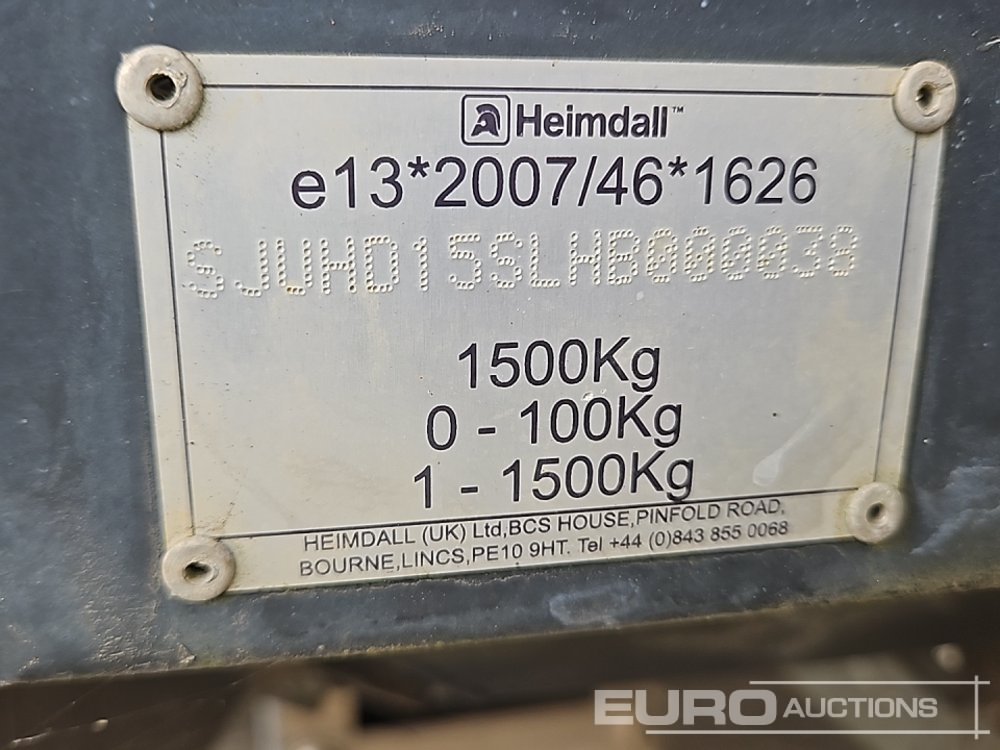 Heimdall™
e13*2007/46*1626
SJUHD15SLHB000038
1500Kg
0 - 100Kg
1 - 1500Kg
HEIMDALL (UK) Ltd,BCS HOUSE,PINFOLD ROAD,
BOURNE,LINCS,PE10 9HT. Tel +44 (0)843 855 0068
EURO AUCTIONS